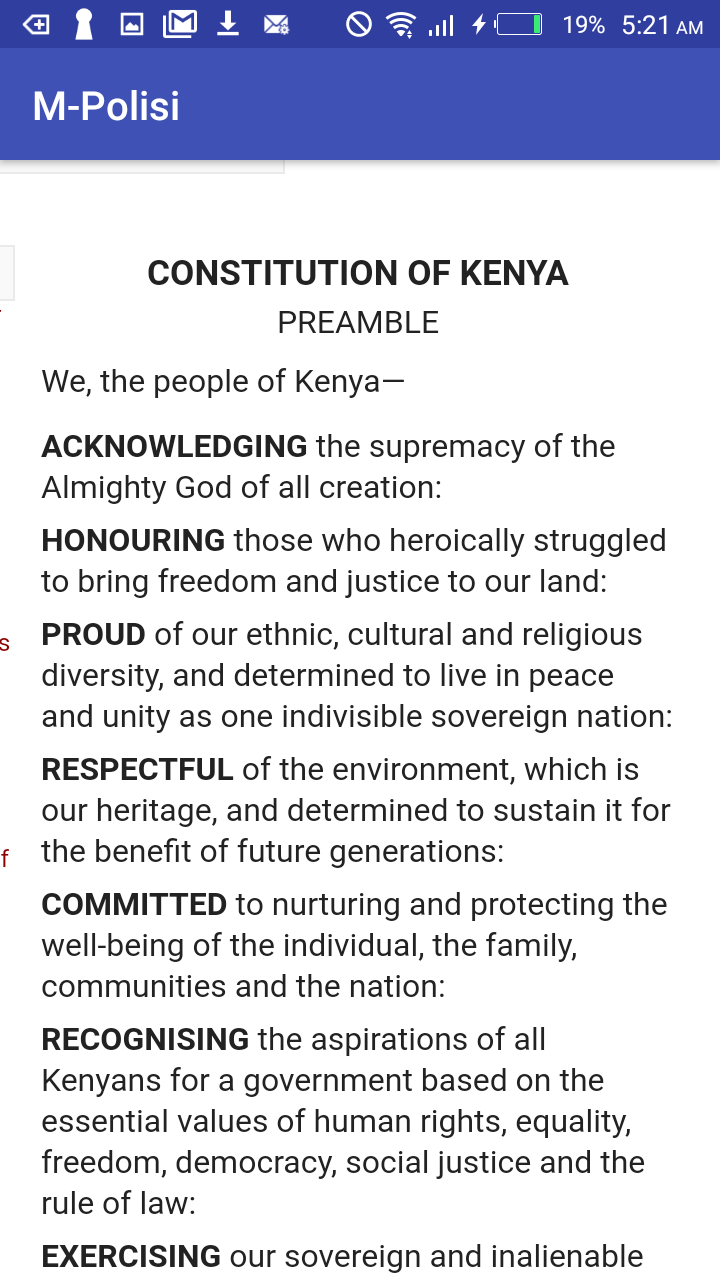 19% 5:21 AM
M-Polisi
CONSTITUTION OF KENYA
PREAMBLE
We, the people of Kenya—
ACKNOWLEDGING the supremacy of the
Almighty God of all creation:
HONOURING those who heroically struggled
to bring freedom and justice to our land:
s
PROUD of our ethnic, cultural and religious
diversity, and determined to live in peace
and unity as one indivisible sovereign nation:
RESPECTFUL of the environment, which is
our heritage, and determined to sustain it for
f
the benefit of future generations:
COMMITTED to nurturing and protecting the
well-being of the individual, the family,
communities and the nation:
RECOGNISING the aspirations of all
Kenyans for a government based on the
essential values of human rights, equality,
freedom, democracy, social justice and the
rule of law:
EXERCISING our sovereign and inalienable